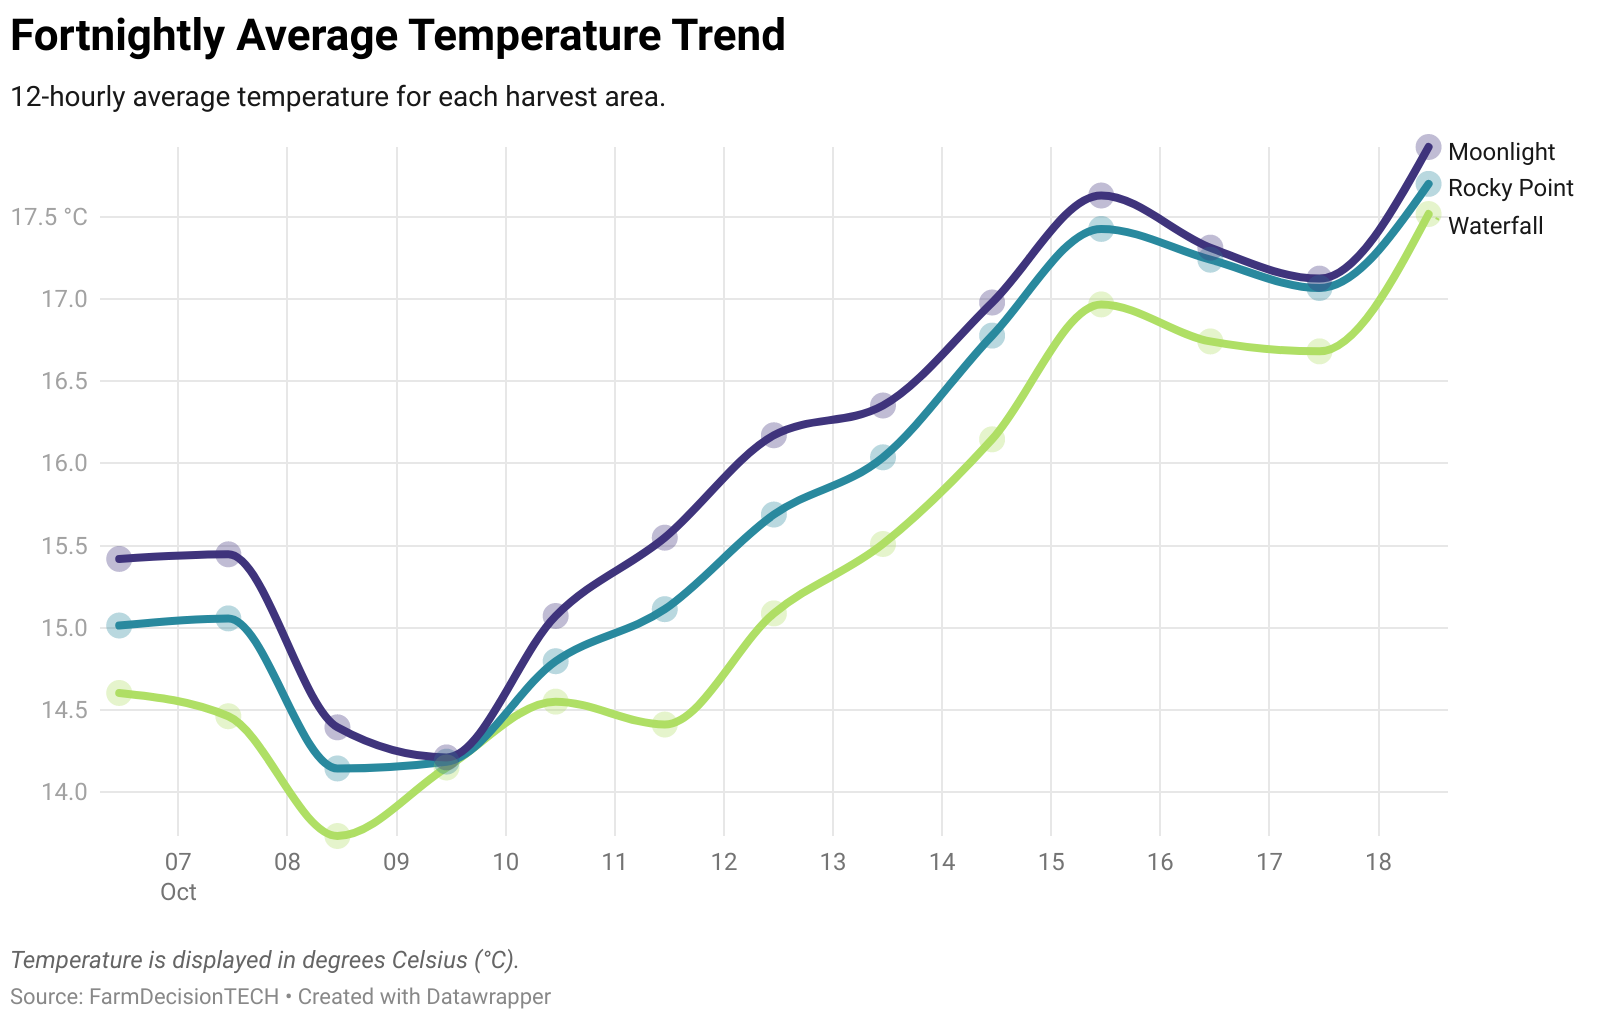 Fortnightly Average Temperature Trend
12-hourly average temperature for each harvest area.
Moonlight
Rocky Point
Waterfall
17.5 °C
17.0
16.5
16.0
15.5
15.0
14.5
14.0
07 08 09 10 11 12 13 14 15 16 17 18
Oct
Temperature is displayed in degrees Celsius (°C).
Source: FarmDecisionTECH • Created with Datawrapper